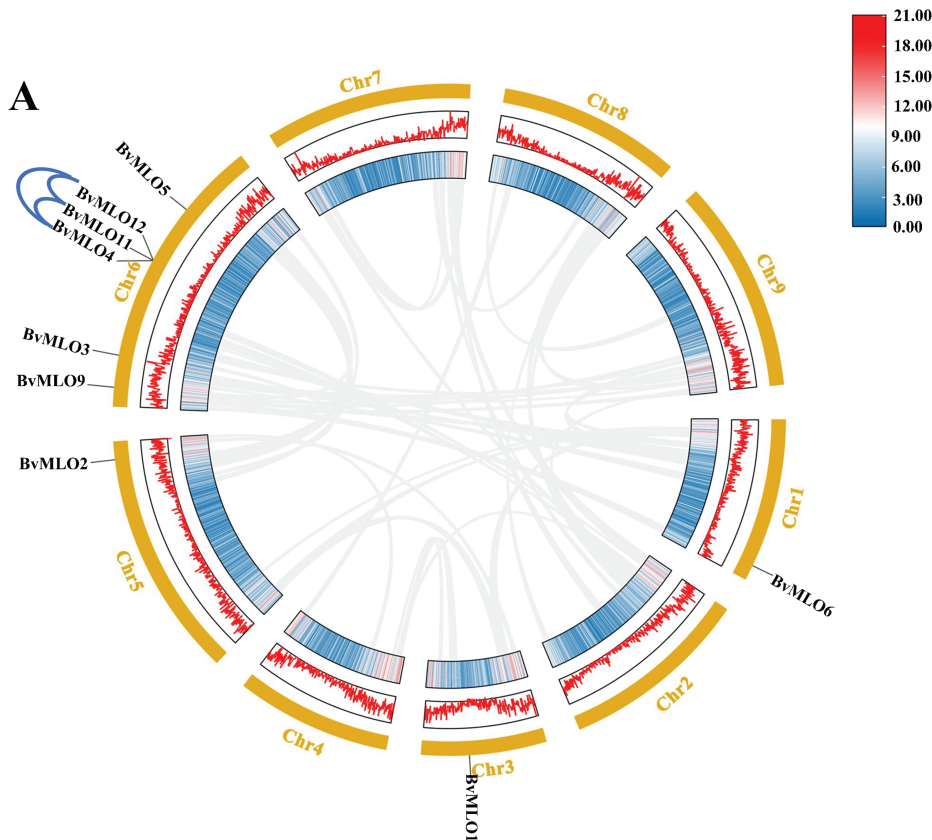 A
21.00
18.00
15.00
12.00
9.00
6.00
3.00
0.00
Chr7
Chr8
Chr9
Chr1
Chr2
Chr3
Chr4
Chr5
Chr6
BvMLO5
BvMLO12
BvMLO11
BvMLO4
BvMLO3
BvMLO9
BvMLO2
BvMLO6
BvMLO1